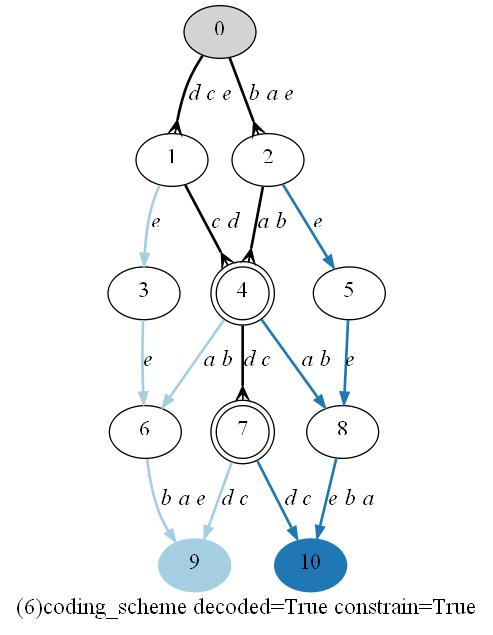 0
d c e b a e
1 2
e c d a b e
3 4 5
e a b d c a b e
6 7 8
b a e d c d c e b a
9 10
(6)coding_scheme decoded=True constrain=True